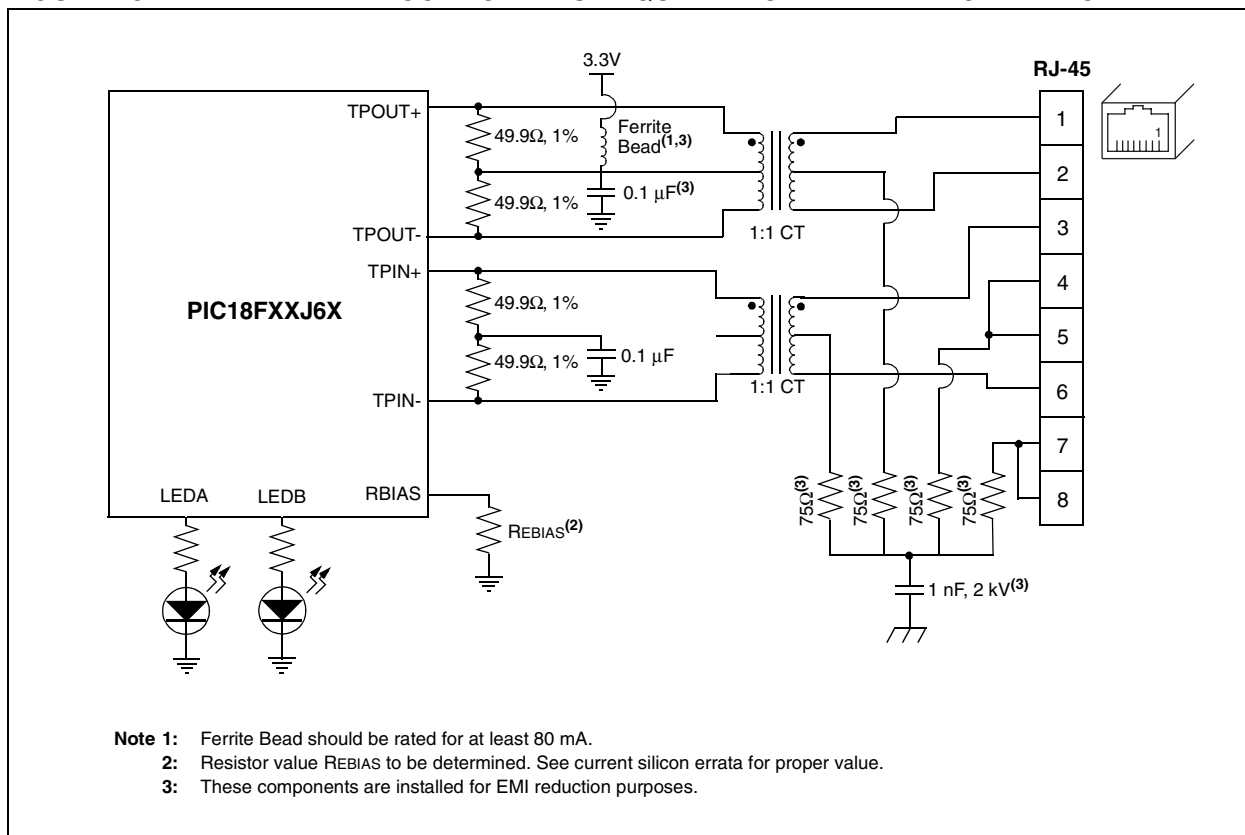 3.3V
RJ-45
TPOUT+
49.9Ω, 1%
Ferrite
Bead(1,3)
1
1
49.9Ω, 1%
0.1 μF(3)
2
TPOUT-
1:1 CT
3
TPIN+
4
PIC18FXXJ6X
49.9Ω, 1%
5
49.9Ω, 1%
0.1 μF
6
TPIN-
1:1 CT
7
LEDA
LEDB
RBIAS
75Ω(3)
75Ω(3)
75Ω(3)
75Ω(3)
8
REBIAS(2)
1 nF, 2 kV(3)
Note 1: Ferrite Bead should be rated for at least 80 mA.
2: Resistor value REBIAS to be determined. See current silicon errata for proper value.
3: These components are installed for EMI reduction purposes.